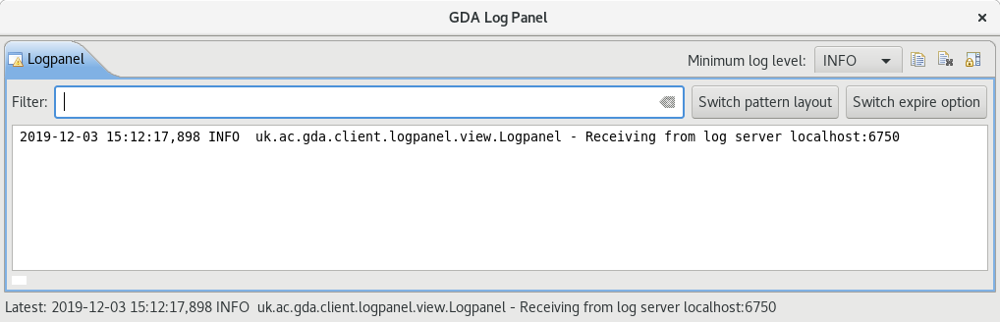 GDA Log Panel
Logpanel
Minimum log level: INFO
Filter: Switch pattern layout Switch expire option
2019-12-03 15:12:17,898 INFO  uk.ac.gda.client.logpanel.view.Logpanel - Receiving from log server localhost:6750
Latest: 2019-12-03 15:12:17,898 INFO  uk.ac.gda.client.logpanel.view.Logpanel - Receiving from log server localhost:6750